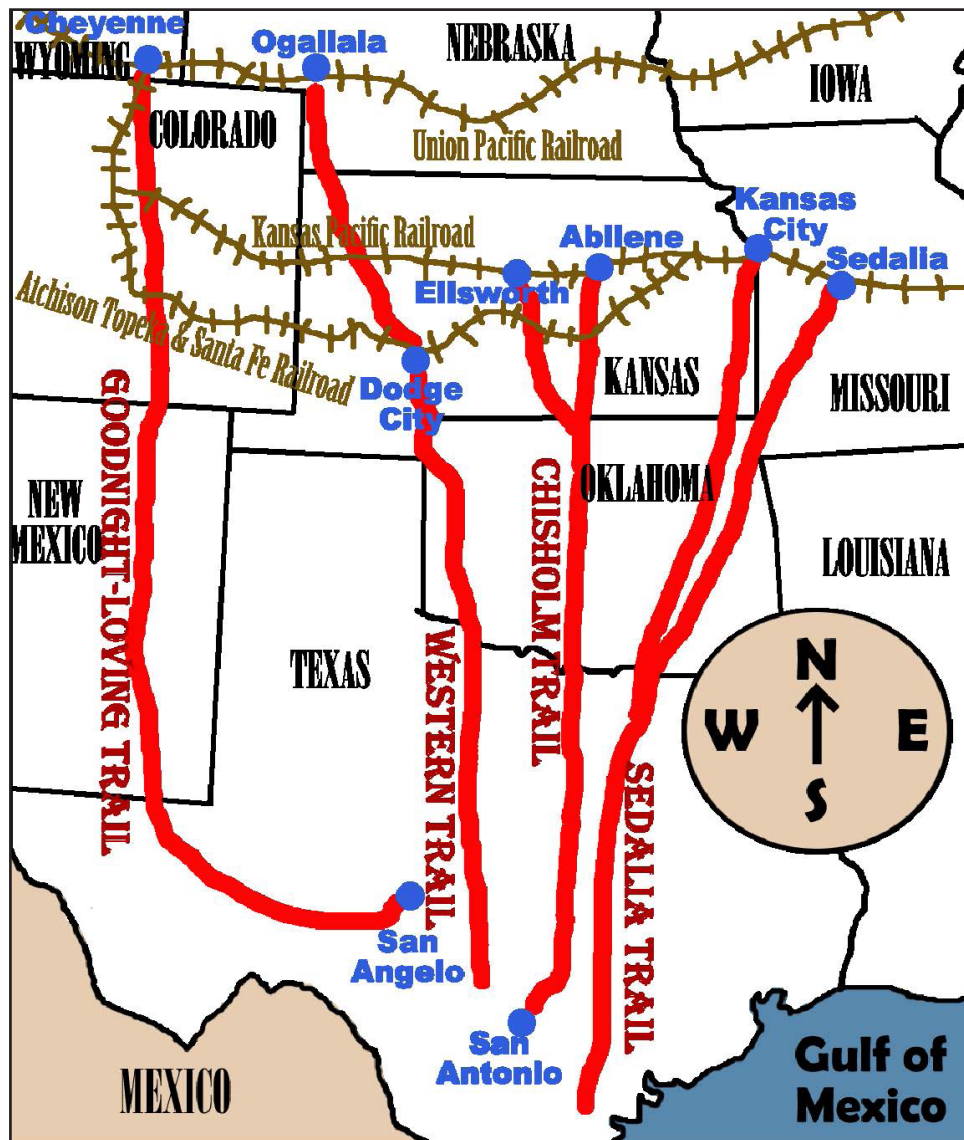 Cheyenne
WYOMING
Ogallala
NEBRASKA
IOWA
COLORADO
Union Pacific Railroad
Kansas
City
Kansas Pacific Railroad
Abilene
Sedalia
Ellsworth
Atchison Topeka & Santa Fe Railroad
Dodge
City
KANSAS
MISSOURI
GOODNIGHT-LOVING TRAIL
NEW
MEXICO
CHISHOLM TRAIL
OKLAHOMA
LOUISIANA
TEXAS
WESTERN TRAIL
N
W
E
S
SEDALIA TRAIL
San
Angelo
San
Antonio
MEXICO
Gulf of
Mexico